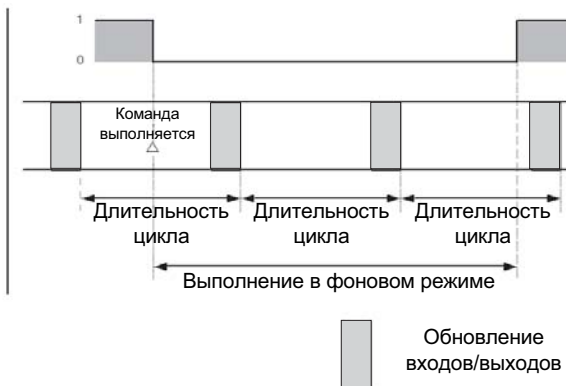 1
0
Команда
выполняется
Длительность
цикла
Длительность
цикла
Длительность
цикла
Выполнение в фоновом режиме
Обновление
входов/выходов